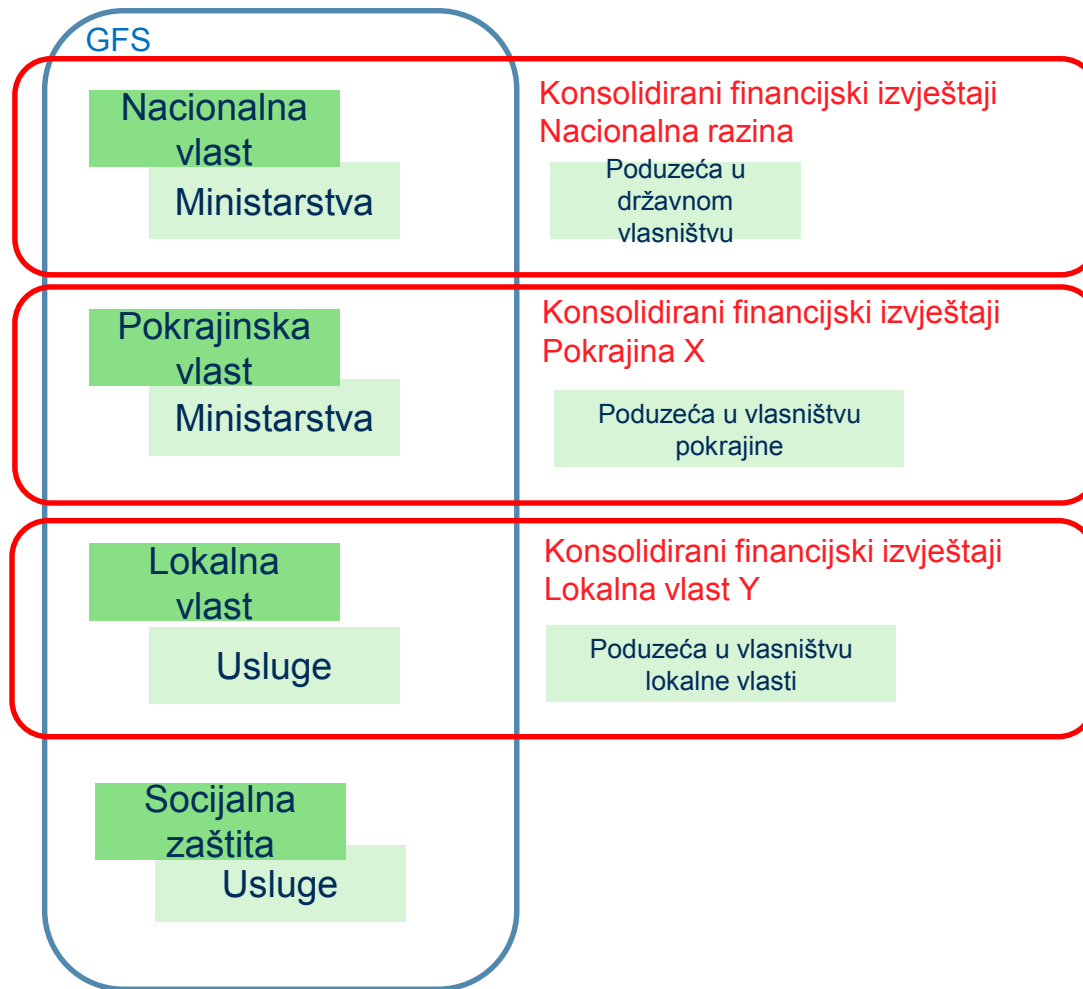 GFS
Nacionalna
vlast
Ministarstva
Konsolidirani financijski izvještaji
Nacionalna razina
Poduzeća u
državnom
vlasništvu
Pokrajinska
vlast
Ministarstva
Konsolidirani financijski izvještaji
Pokrajina X
Poduzeća u vlasništvu
pokrajine
Lokalna
vlast
Usluge
Konsolidirani financijski izvještaji
Lokalna vlast Y
Poduzeća u vlasništvu
lokalne vlasti
Socijalna
zaštita
Usluge